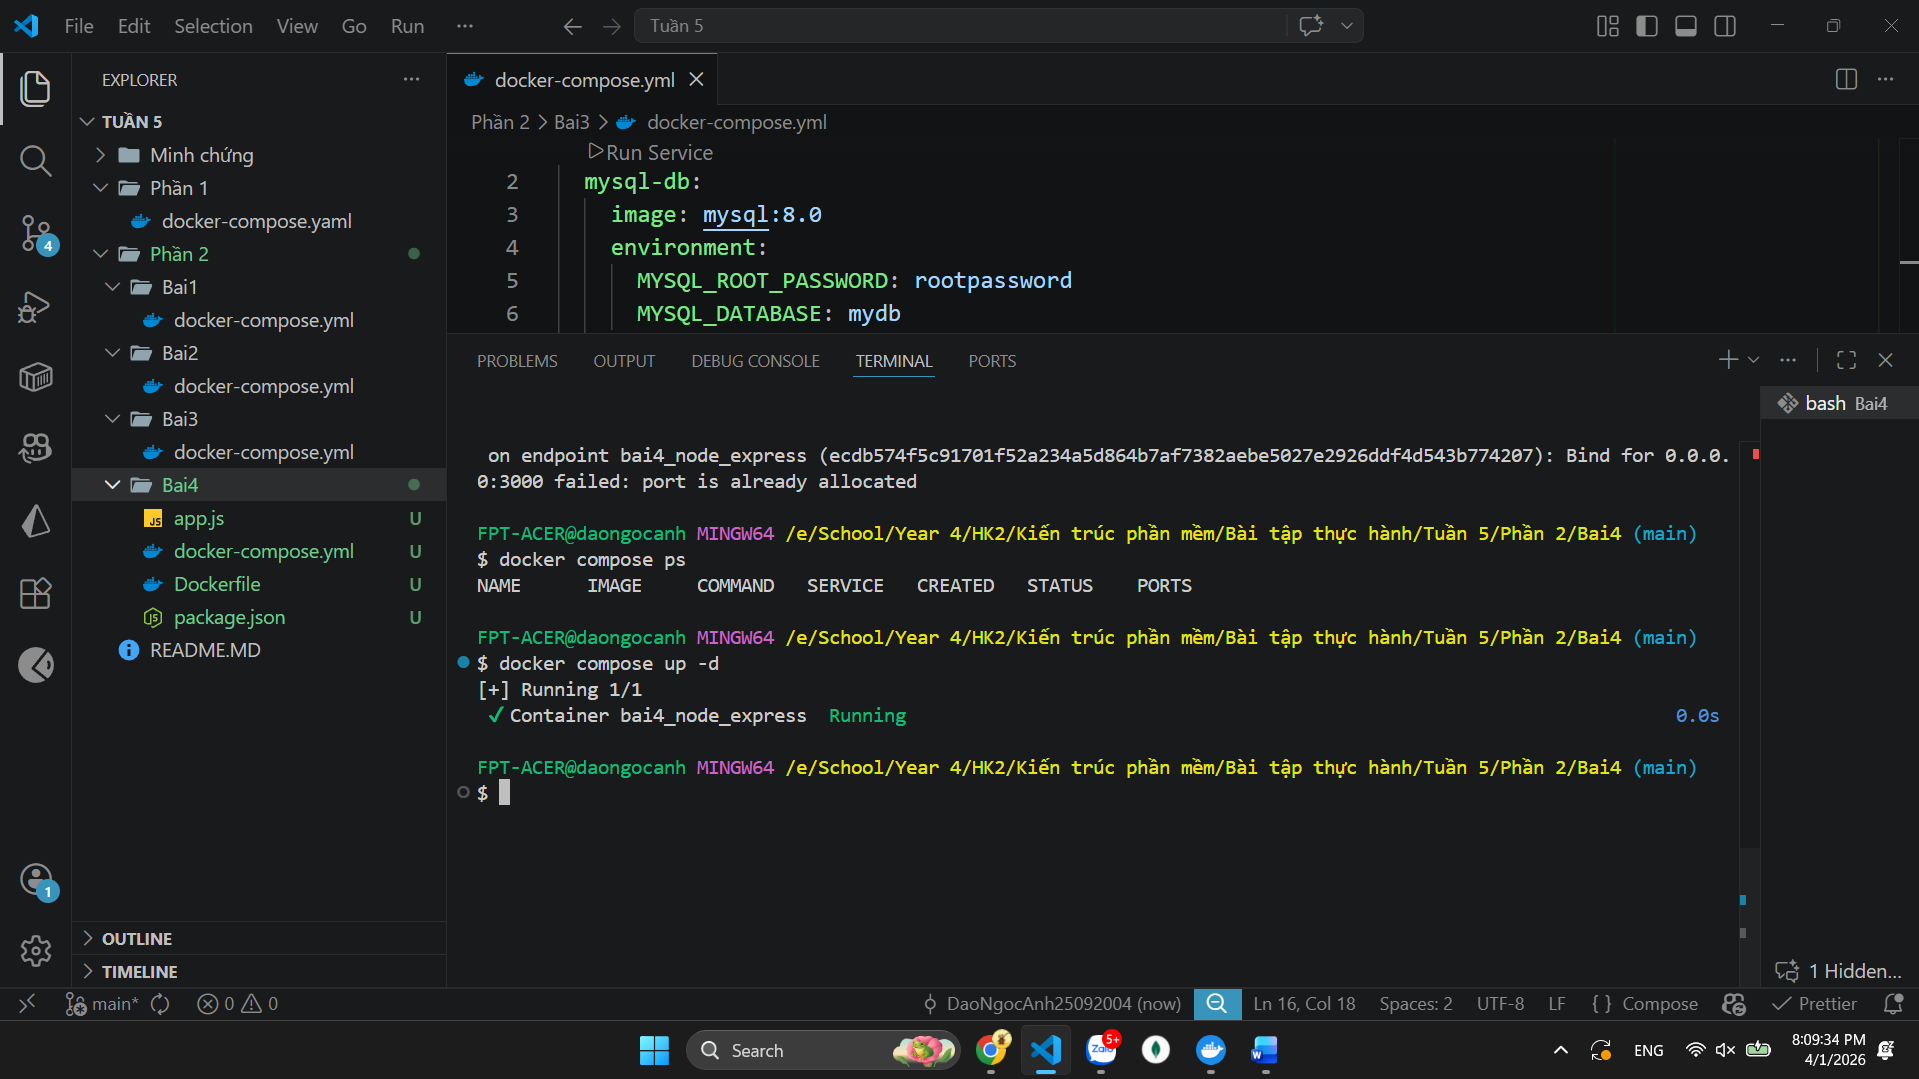 File Edit Selection View Go Run ···
Tuần 5
EXPLORER
TUẦN 5
Minh chứng
Phần 1
docker-compose.yaml
Phần 2
Bai1
docker-compose.yml
Bai2
docker-compose.yml
Bai3
docker-compose.yml
Bai4
app.js U
docker-compose.yml U
Dockerfile U
package.json U
README.MD
OUTLINE
TIMELINE
4
1
docker-compose.yml
Phần 2 > Bai3 > docker-compose.yml
Run Service
2 mysql-db:
3 image: mysql:8.0
4 environment:
5 MYSQL_ROOT_PASSWORD: rootpassword
6 MYSQL_DATABASE: mydb
PROBLEMS OUTPUT DEBUG CONSOLE TERMINAL PORTS
bash Bai4
on endpoint bai4_node_express (ecdb574f5c91701f52a234a5d864b7af7382aebe5027e2926ddf4d543b774207): Bind for 0.0.0.
0:3000 failed: port is already allocated
FPT-ACER@daongocanh MINGW64 /e/School/Year 4/HK2/Kiến trúc phần mềm/Bài tập thực hành/Tuần 5/Phần 2/Bai4 (main)
$ docker compose ps
NAME IMAGE COMMAND SERVICE CREATED STATUS PORTS
FPT-ACER@daongocanh MINGW64 /e/School/Year 4/HK2/Kiến trúc phần mềm/Bài tập thực hành/Tuần 5/Phần 2/Bai4 (main)
$ docker compose up -d
[+] Running 1/1
✓ Container bai4_node_express Running 0.0s
FPT-ACER@daongocanh MINGW64 /e/School/Year 4/HK2/Kiến trúc phần mềm/Bài tập thực hành/Tuần 5/Phần 2/Bai4 (main)
$
1 Hidden...
main* 0 0 DaoNgocAnh25092004 (now) Ln 16, Col 18 Spaces: 2 UTF-8 LF { } Compose Prettier
Search
Zalo 5+
W
ENG
8:09:34 PM
4/1/2026